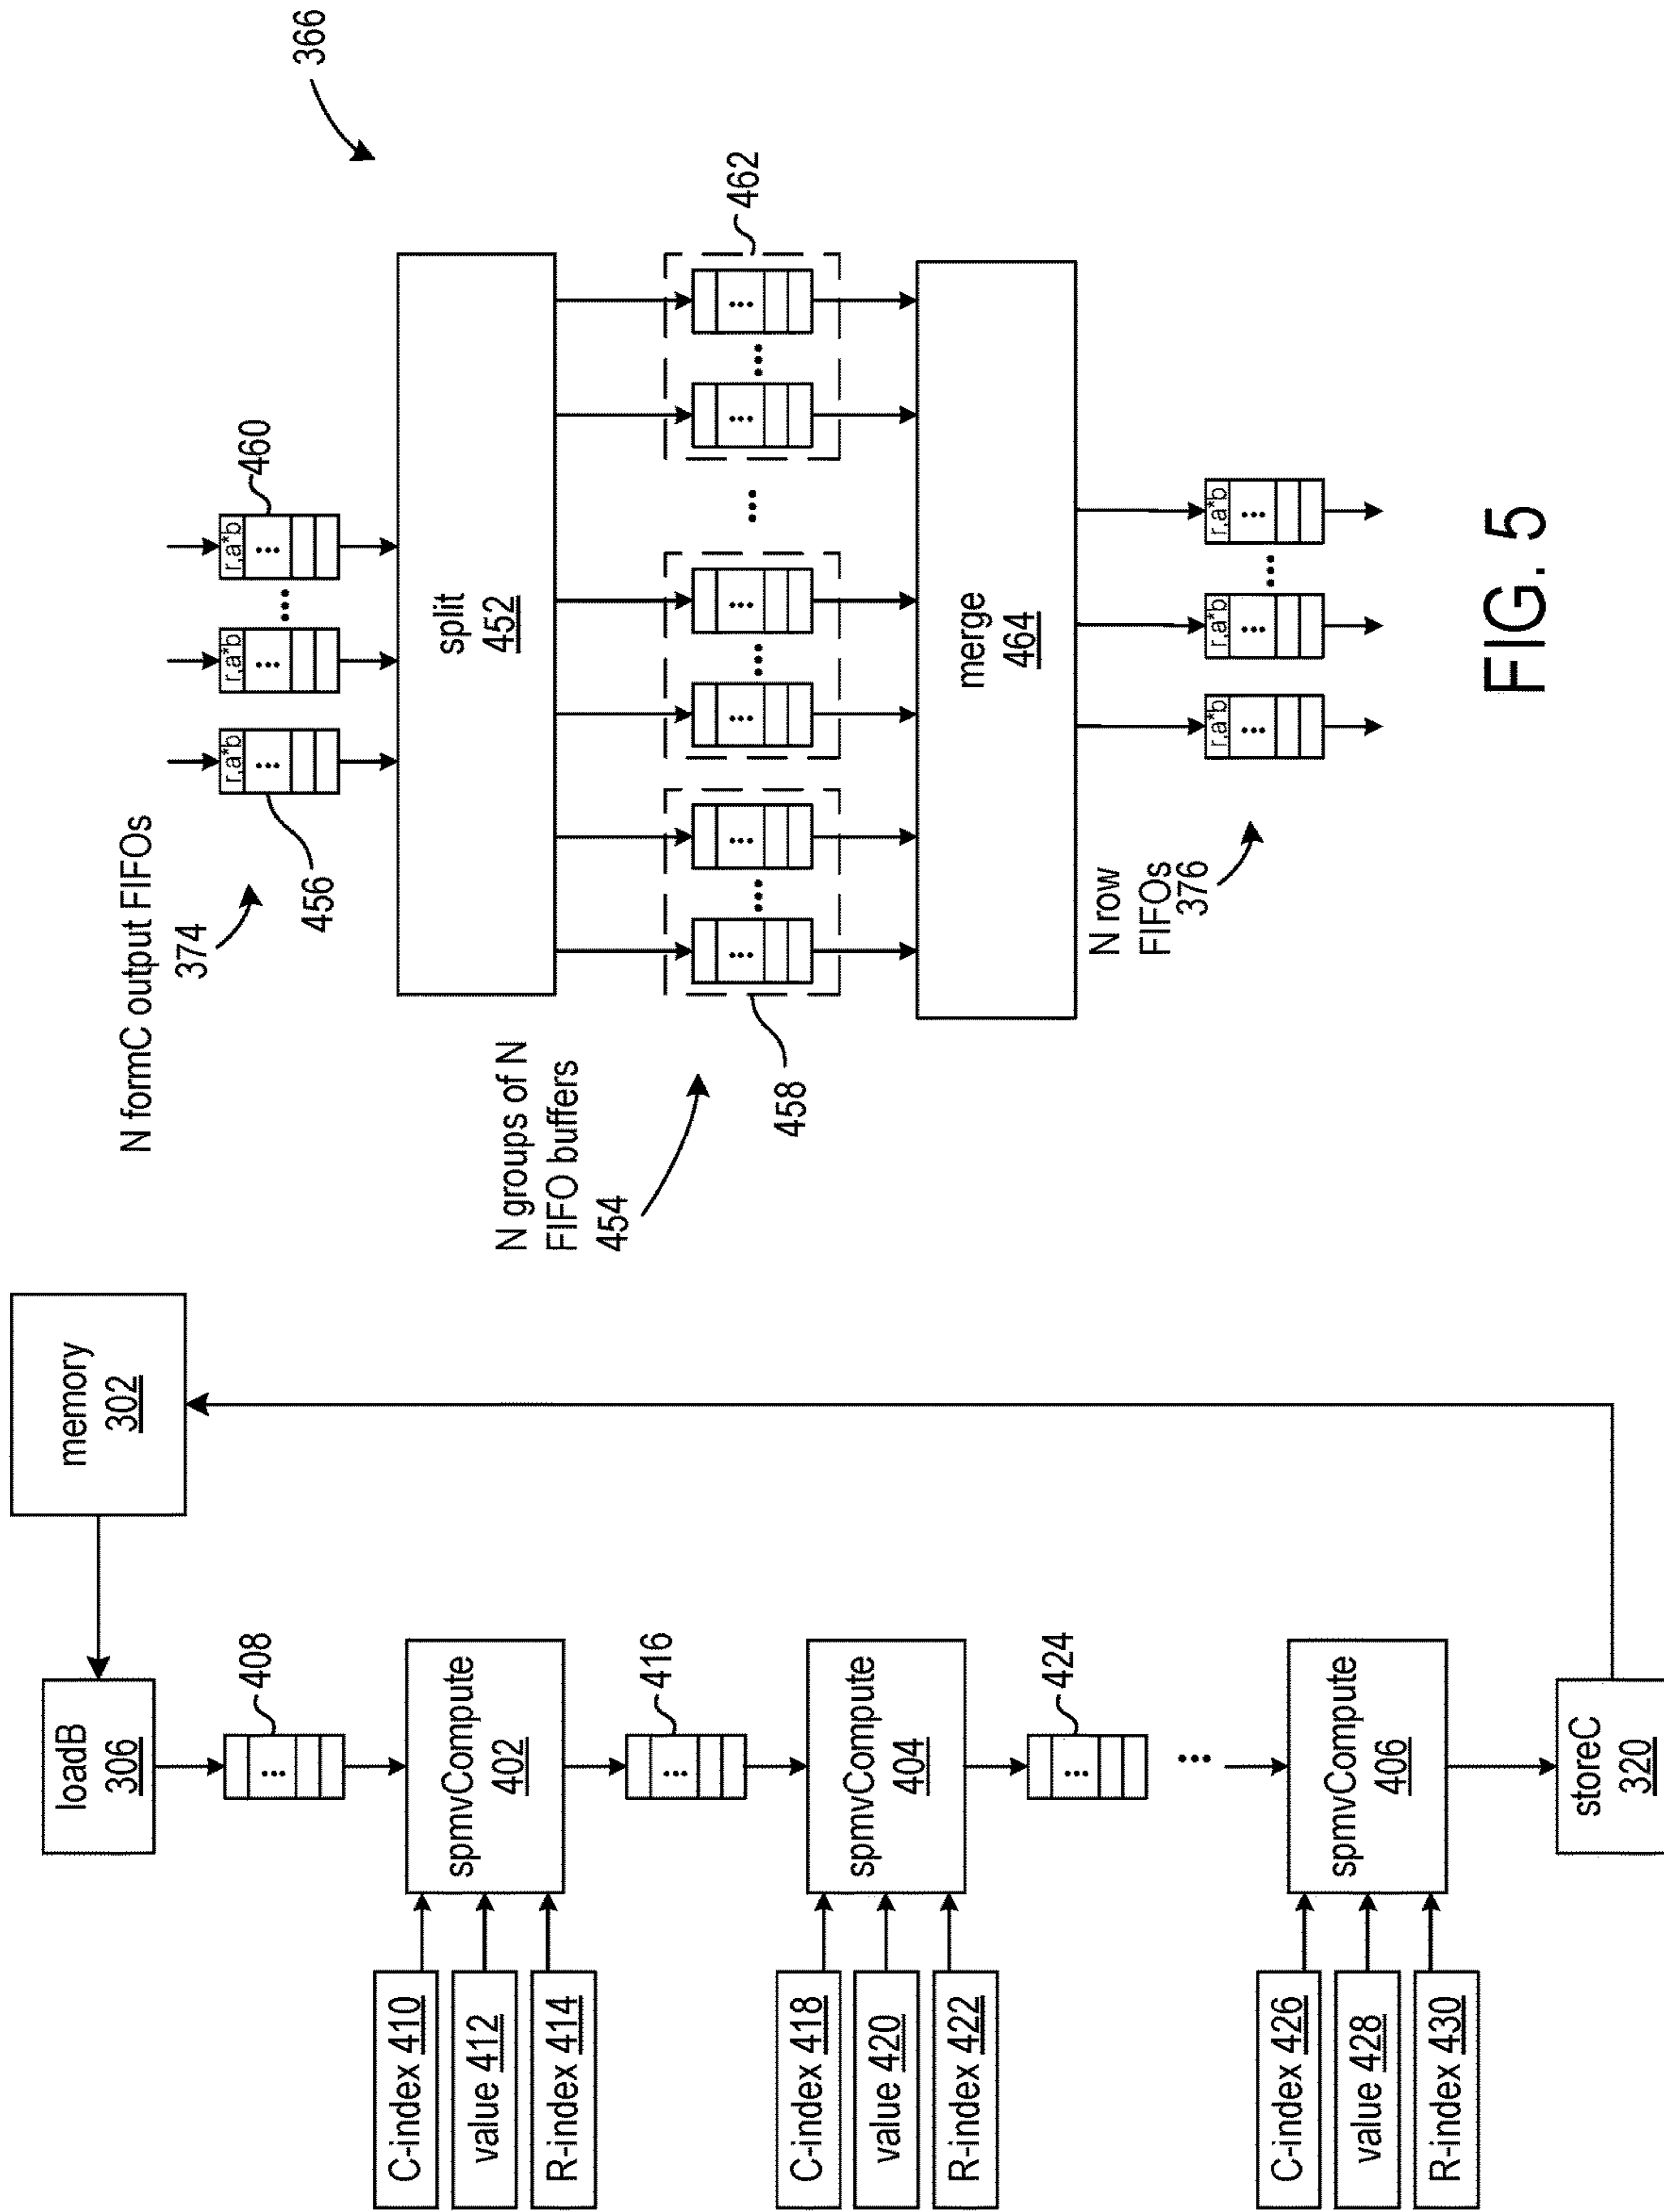 memory
302
loadB
306
408
C-index 410
value 412
R-index 414
spmvCompute
402
416
C-index 418
value 420
R-index 422
spmvCompute
404
424
...
C-index 426
value 428
R-index 430
spmvCompute
406
storeC
320
366
N formC output FIFOs
374
456
r,a*b
r,a*b
...
r,a*b
460
split
452
N groups of N
FIFO buffers
454
458
462
merge
464
N row
FIFOs
376
r,a*b
r,a*b
...
r,a*b
FIG. 5